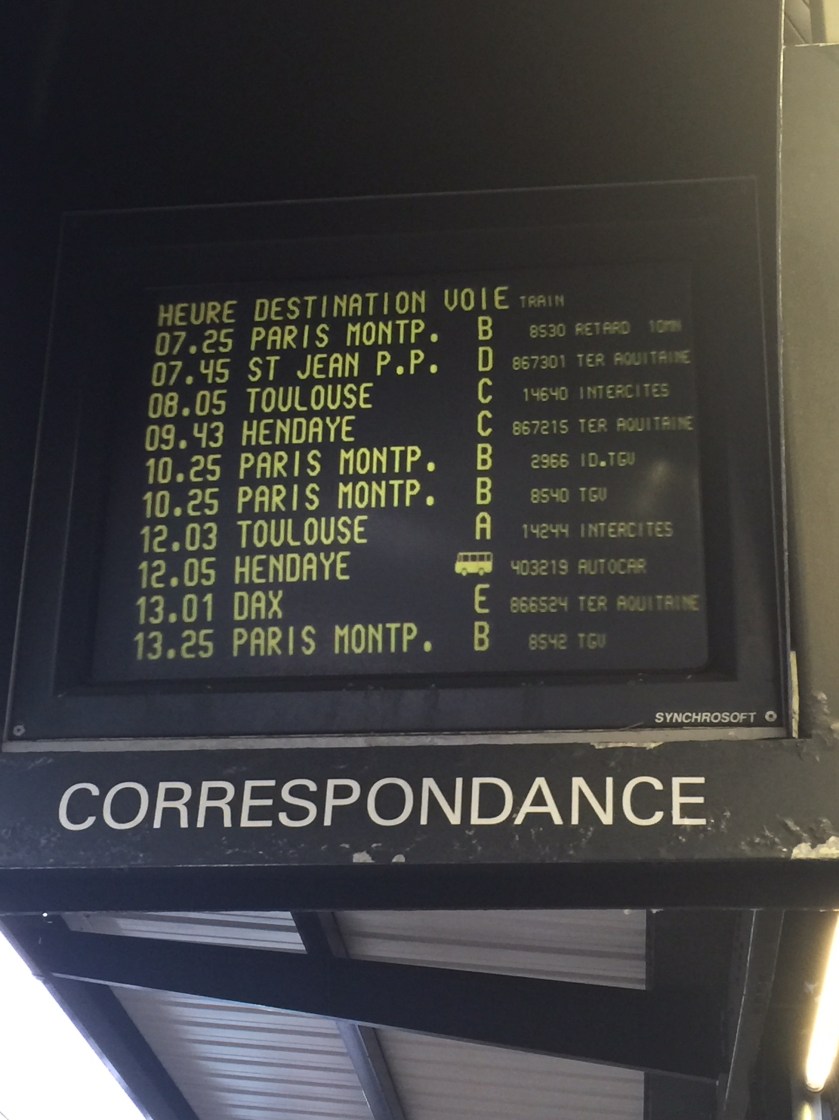 HEURE DESTINATION VOIE TRAIN
07.25 PARIS MONTP. B 8530 RETARD 10MN
07.45 ST JEAN P.P. D 867301 TER AQUITAINE
08.05 TOULOUSE C 14640 INTERCITES
09.43 HENDAYE C 867215 TER AQUITAINE
10.25 PARIS MONTP. B 2966 ID.TGV
10.25 PARIS MONTP. B 8540 TGV
12.03 TOULOUSE A 14244 INTERCITES
12.05 HENDAYE 403219 AUTOCAR
13.01 DAX E 866524 TER AQUITAINE
13.25 PARIS MONTP. B 8542 TGV
SYNCHROSOFT
CORRESPONDANCE